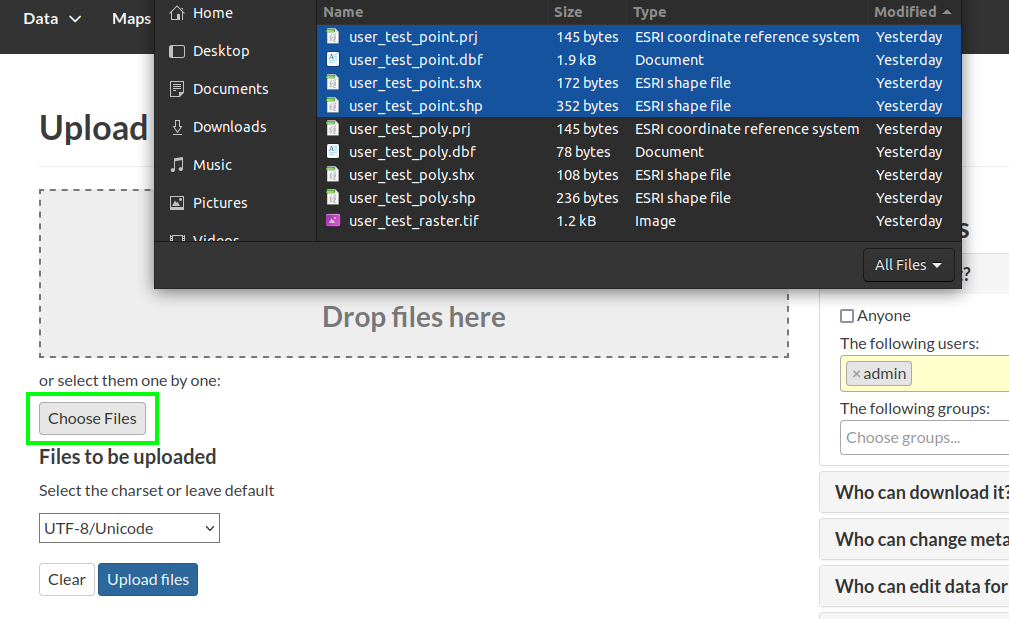 Data Maps
Home
Desktop
Documents
Downloads
Music
Pictures
Videos
Name Size Type Modified
user_test_point.prj 145 bytes ESRI coordinate reference system Yesterday
user_test_point.dbf 1.9 kB Document Yesterday
user_test_point.shx 172 bytes ESRI shape file Yesterday
user_test_point.shp 352 bytes ESRI shape file Yesterday
user_test_poly.prj 145 bytes ESRI coordinate reference system Yesterday
user_test_poly.dbf 78 bytes Document Yesterday
user_test_poly.shx 108 bytes ESRI shape file Yesterday
user_test_poly.shp 236 bytes ESRI shape file Yesterday
user_test_raster.tif 1.2 kB Image Yesterday
All Files
Upload
Drop files here
or select them one by one:
Choose Files
Files to be uploaded
Select the charset or leave default
UTF-8/Unicode
Clear Upload files
s
?
Anyone
The following users:
×admin
The following groups:
Choose groups...
Who can download it?
Who can change meta
Who can edit data for